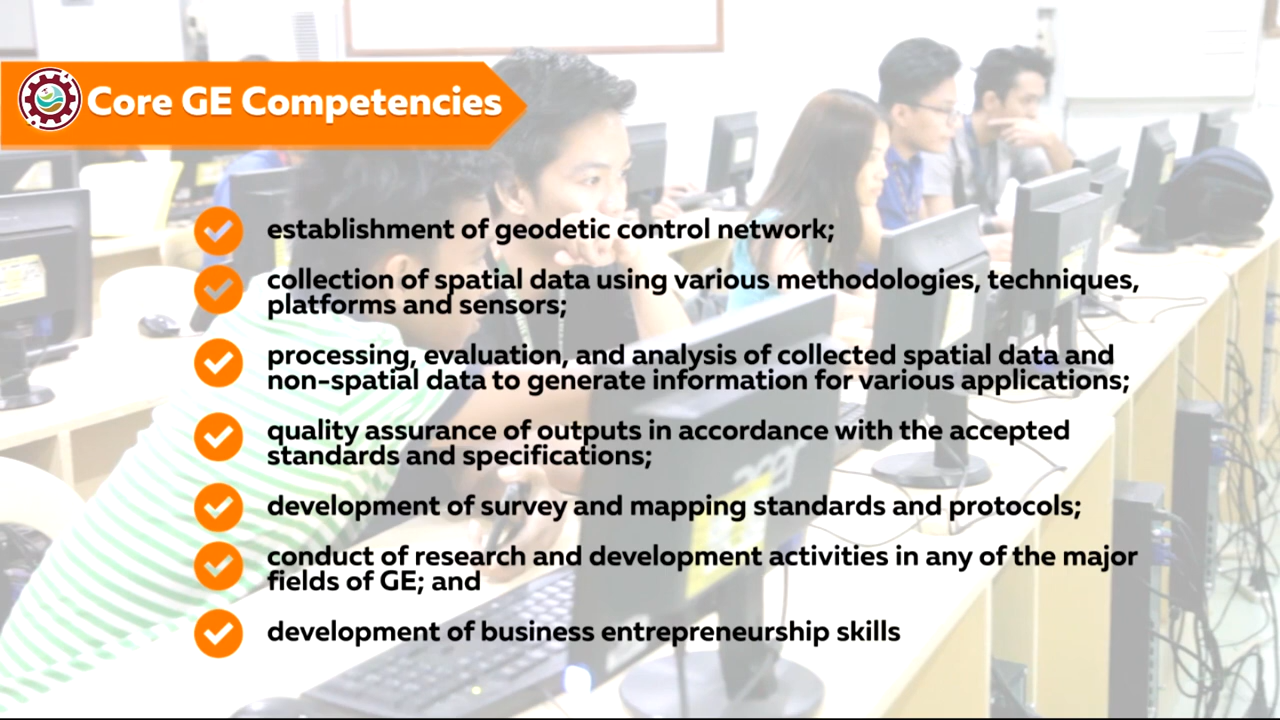 Core GE Competencies
establishment of geodetic control network;
collection of spatial data using various methodologies, techniques,
platforms and sensors;
processing, evaluation, and analysis of collected spatial data and
non-spatial data to generate information for various applications;
quality assurance of outputs in accordance with the accepted
standards and specifications;
development of survey and mapping standards and protocols;
conduct of research and development activities in any of the major
fields of GE; and
development of business entrepreneurship skills
acer